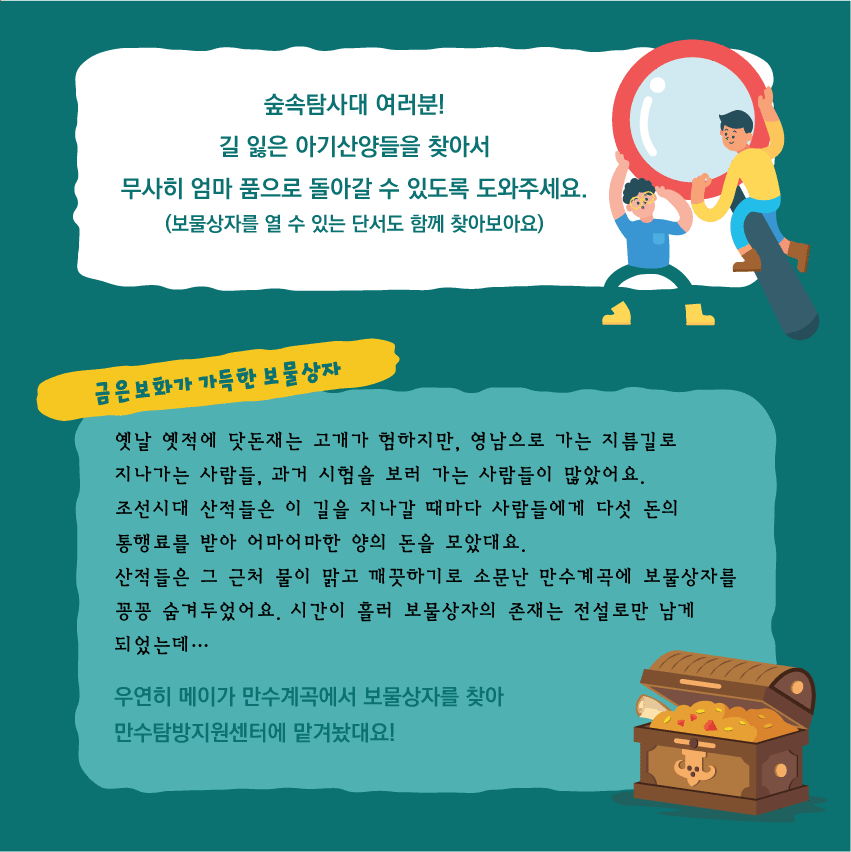 숲속탐사대 여러분!
길 잃은 아기산양들을 찾아서
무사히 엄마 품으로 돌아갈 수 있도록 도와주세요.
(보물상자를 열 수 있는 단서도 함께 찾아보아요)
금은보화가 가득한 보물상자
옛날 옛적에 닷돈재는 고개가 험하지만, 영남으로 가는 지름길로
지나가는 사람들, 과거 시험을 보러 가는 사람들이 많았어요.
조선시대 산적들은 이 길을 지나갈 때마다 사람들에게 다섯 돈의
통행료를 받아 어마어마한 양의 돈을 모았대요.
산적들은 그 근처 물이 맑고 깨끗하기로 소문난 만수계곡에 보물상자를
꽁꽁 숨겨두었어요. 시간이 흘러 보물상자의 존재는 전설로만 남게
되었는데…
우연히 메이가 만수계곡에서 보물상자를 찾아
만수탐방지원센터에 맡겨놨대요!